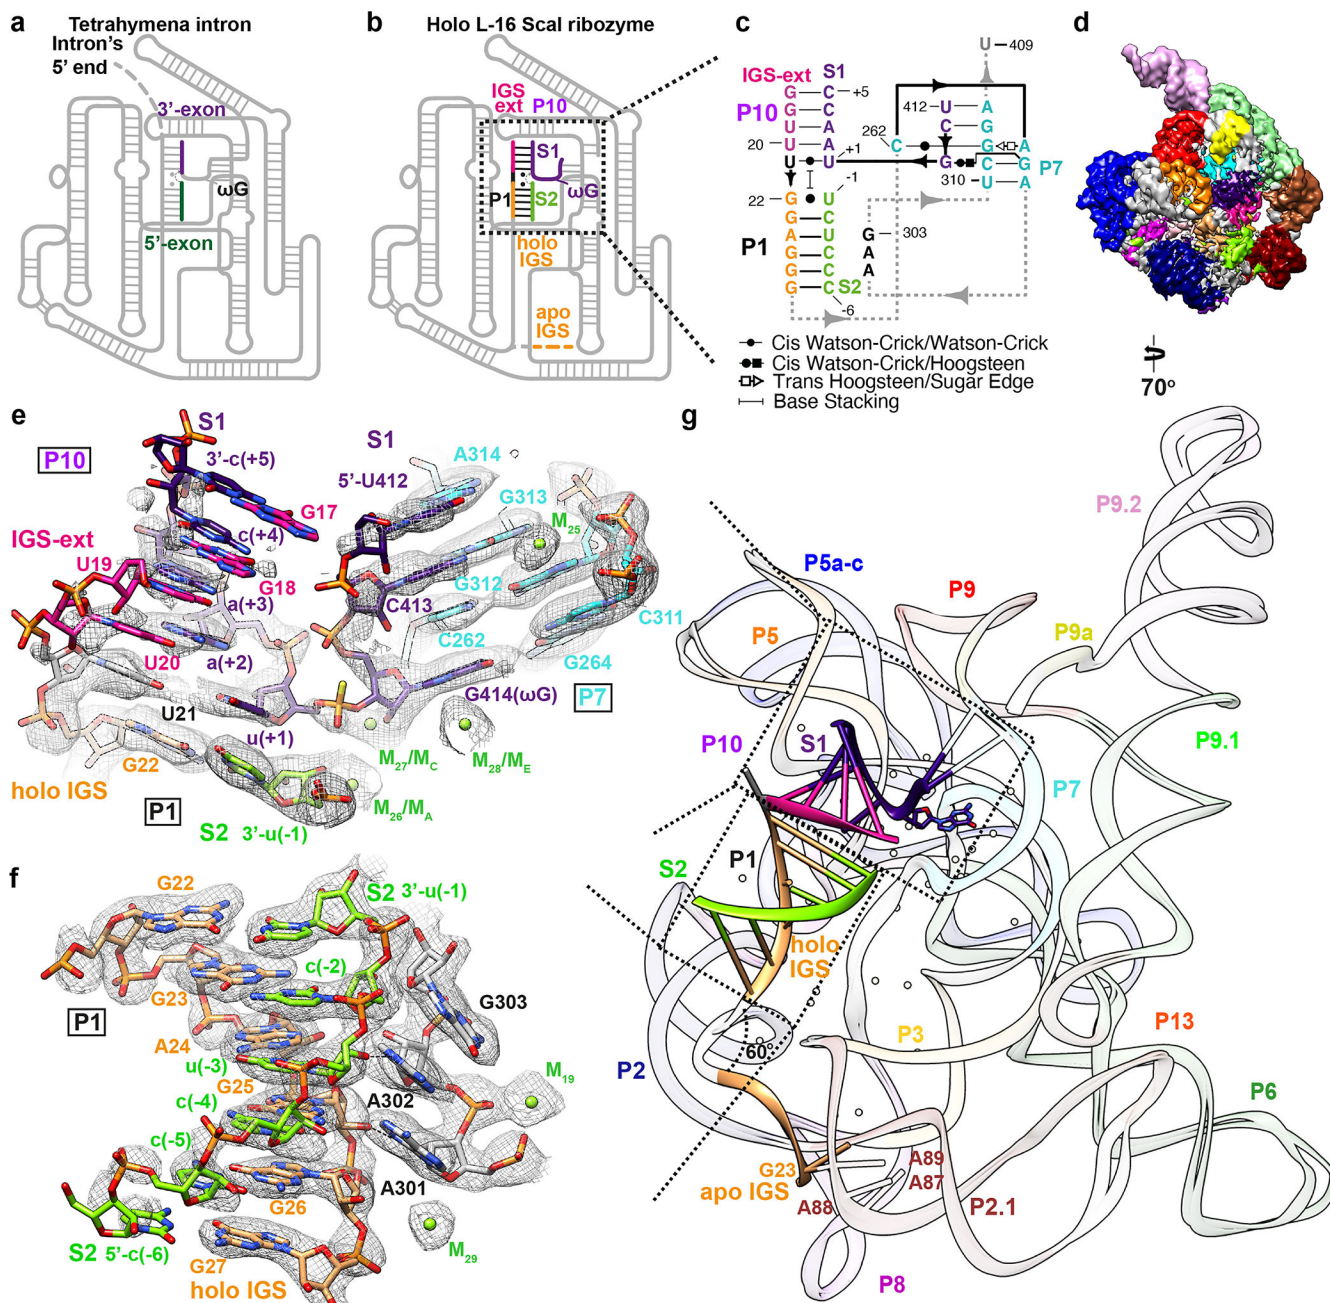 a
Tetrahymena intron
Intron's
5' end
3'-exon
ωG
5'-exon
b
Holo L-16 ScaI ribozyme
IGS
ext
P10
S1
P1
ωG
S2
holo
IGS
apo
IGS
c
U
409
IGS-ext
S1
G
C
+5
G
C
P10
U
A
U
A
20
U
A
U
U
+1
412
U
A
C
G
262
C
G
A
G
C
G
P7
310
U
A
-1
22
G
U
G
C
A
U
P1
G
C
G
C
G
C
S2
-6
G
303
A
A
Cis Watson-Crick/Watson-Crick
Cis Watson-Crick/Hoogsteen
Trans Hoogsteen/Sugar Edge
Base Stacking
d
70°
e
S1
P10
3'-c(+5)
G17
c(+4)
IGS-ext
U19
G18
a(+3)
U20
a(+2)
U21
u(+1)
G22
holo IGS
P1
S2 3'-u(-1)
S1
A314
5'-U412
G313
M25
G312
C413
C262
C311
G264
G414(ωG)
P7
M27/MC
M28/ME
M26/MA
f
G22
S2 3'-u(-1)
c(-2)
G23
P1
G303
A24
u(-3)
G25
M19
c(-4)
A302
c(-5)
A301
G26
S2 5'-c(-6)
M29
G27
holo IGS
g
P9.2
P5a-c
P9
P5
P9a
P10
S1
P9.1
P7
S2
P1
holo
IGS
P13
P3
60°
P2
P6
G23
A89
apo IGS
A87
A88
P2.1
P8